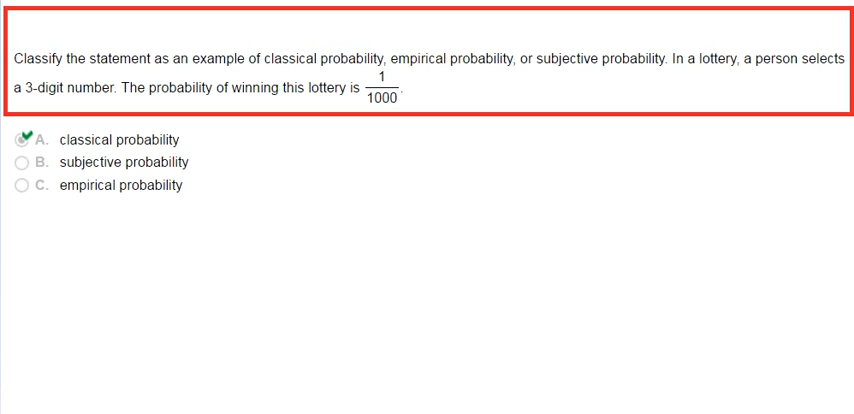 Classify the statement as an example of classical probability, empirical probability, or subjective probability. In a lottery, a person selects
a 3-digit number. The probability of winning this lottery is 1/1000.
A. classical probability
B. subjective probability
C. empirical probability